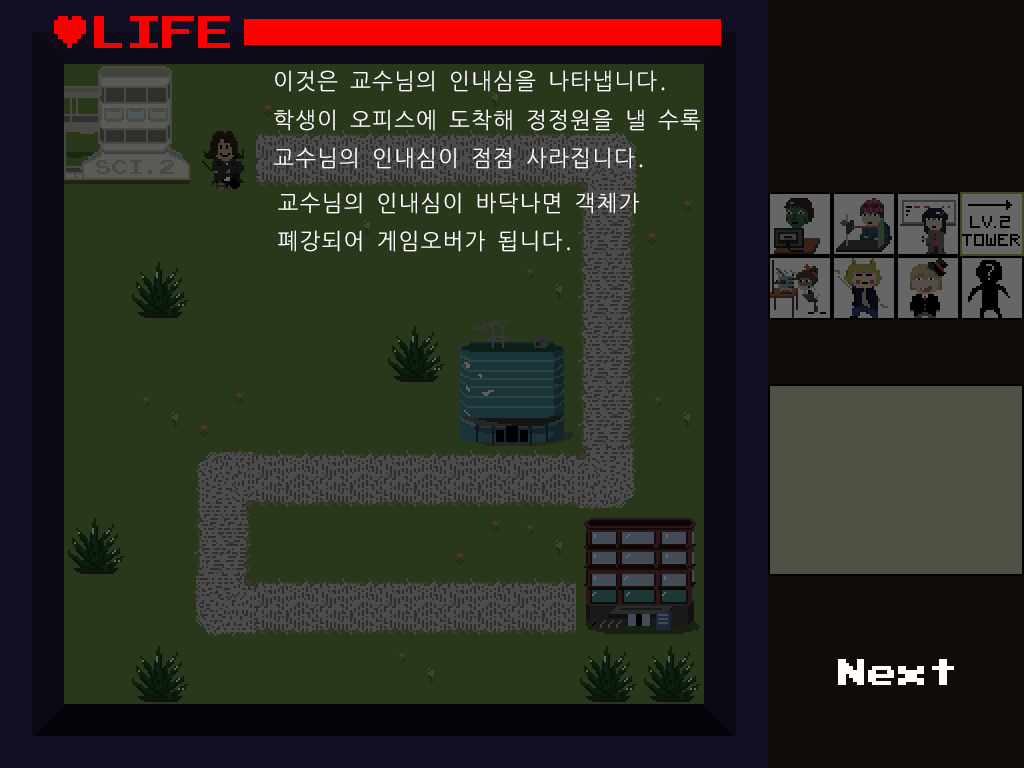 LIFE
이것은 교수님의 인내심을 나타냅니다.
학생이 오피스에 도착해 정정원을 낼 수록
교수님의 인내심이 점점 사라집니다.
교수님의 인내심이 바닥나면 객체가
폐강되어 게임오버가 됩니다.
SCI.2
LV.2
TOWER
?
Next